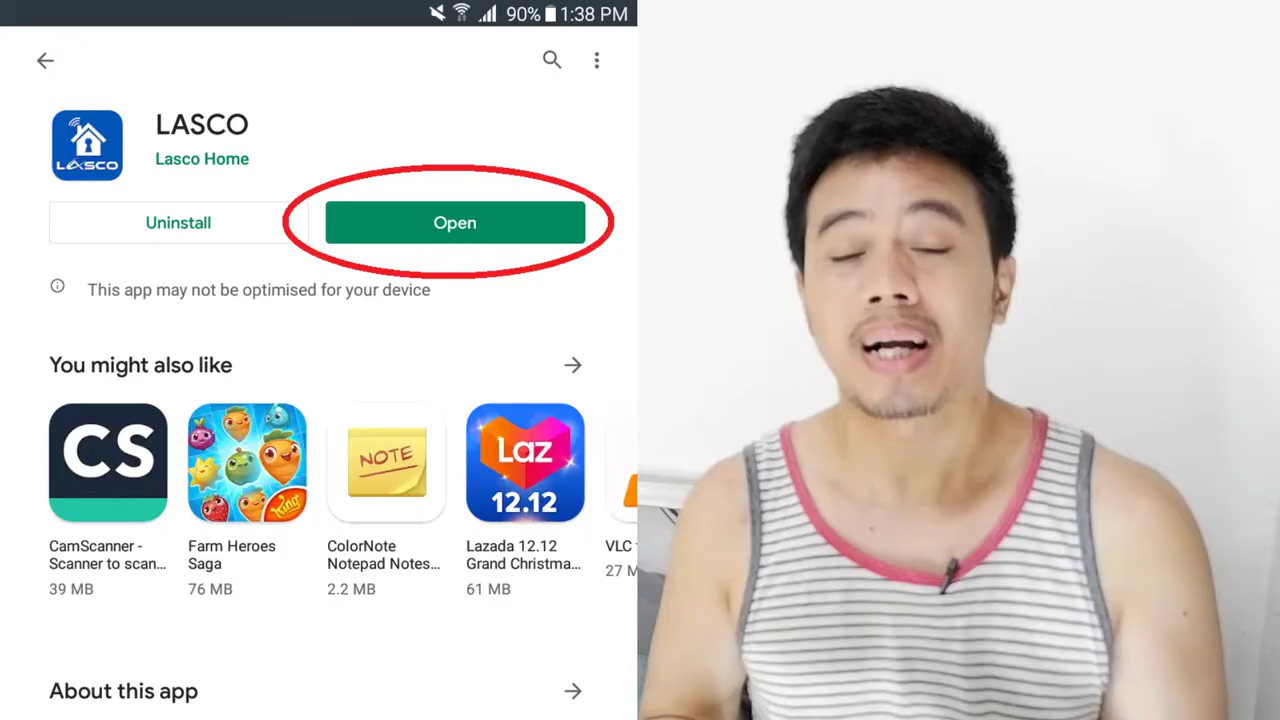 90% 1:38 PM
LASCO
LASCO
Lasco Home
Uninstall
Open
This app may not be optimised for your device
You might also like
CS
King
NOTE
Laz
12.12
CamScanner -
Scanner to scan...
39 MB
Farm Heroes
Saga
76 MB
ColorNote
Notepad Notes...
2.2 MB
Lazada 12.12
Grand Christma...
61 MB
VLC
27 M
About this app